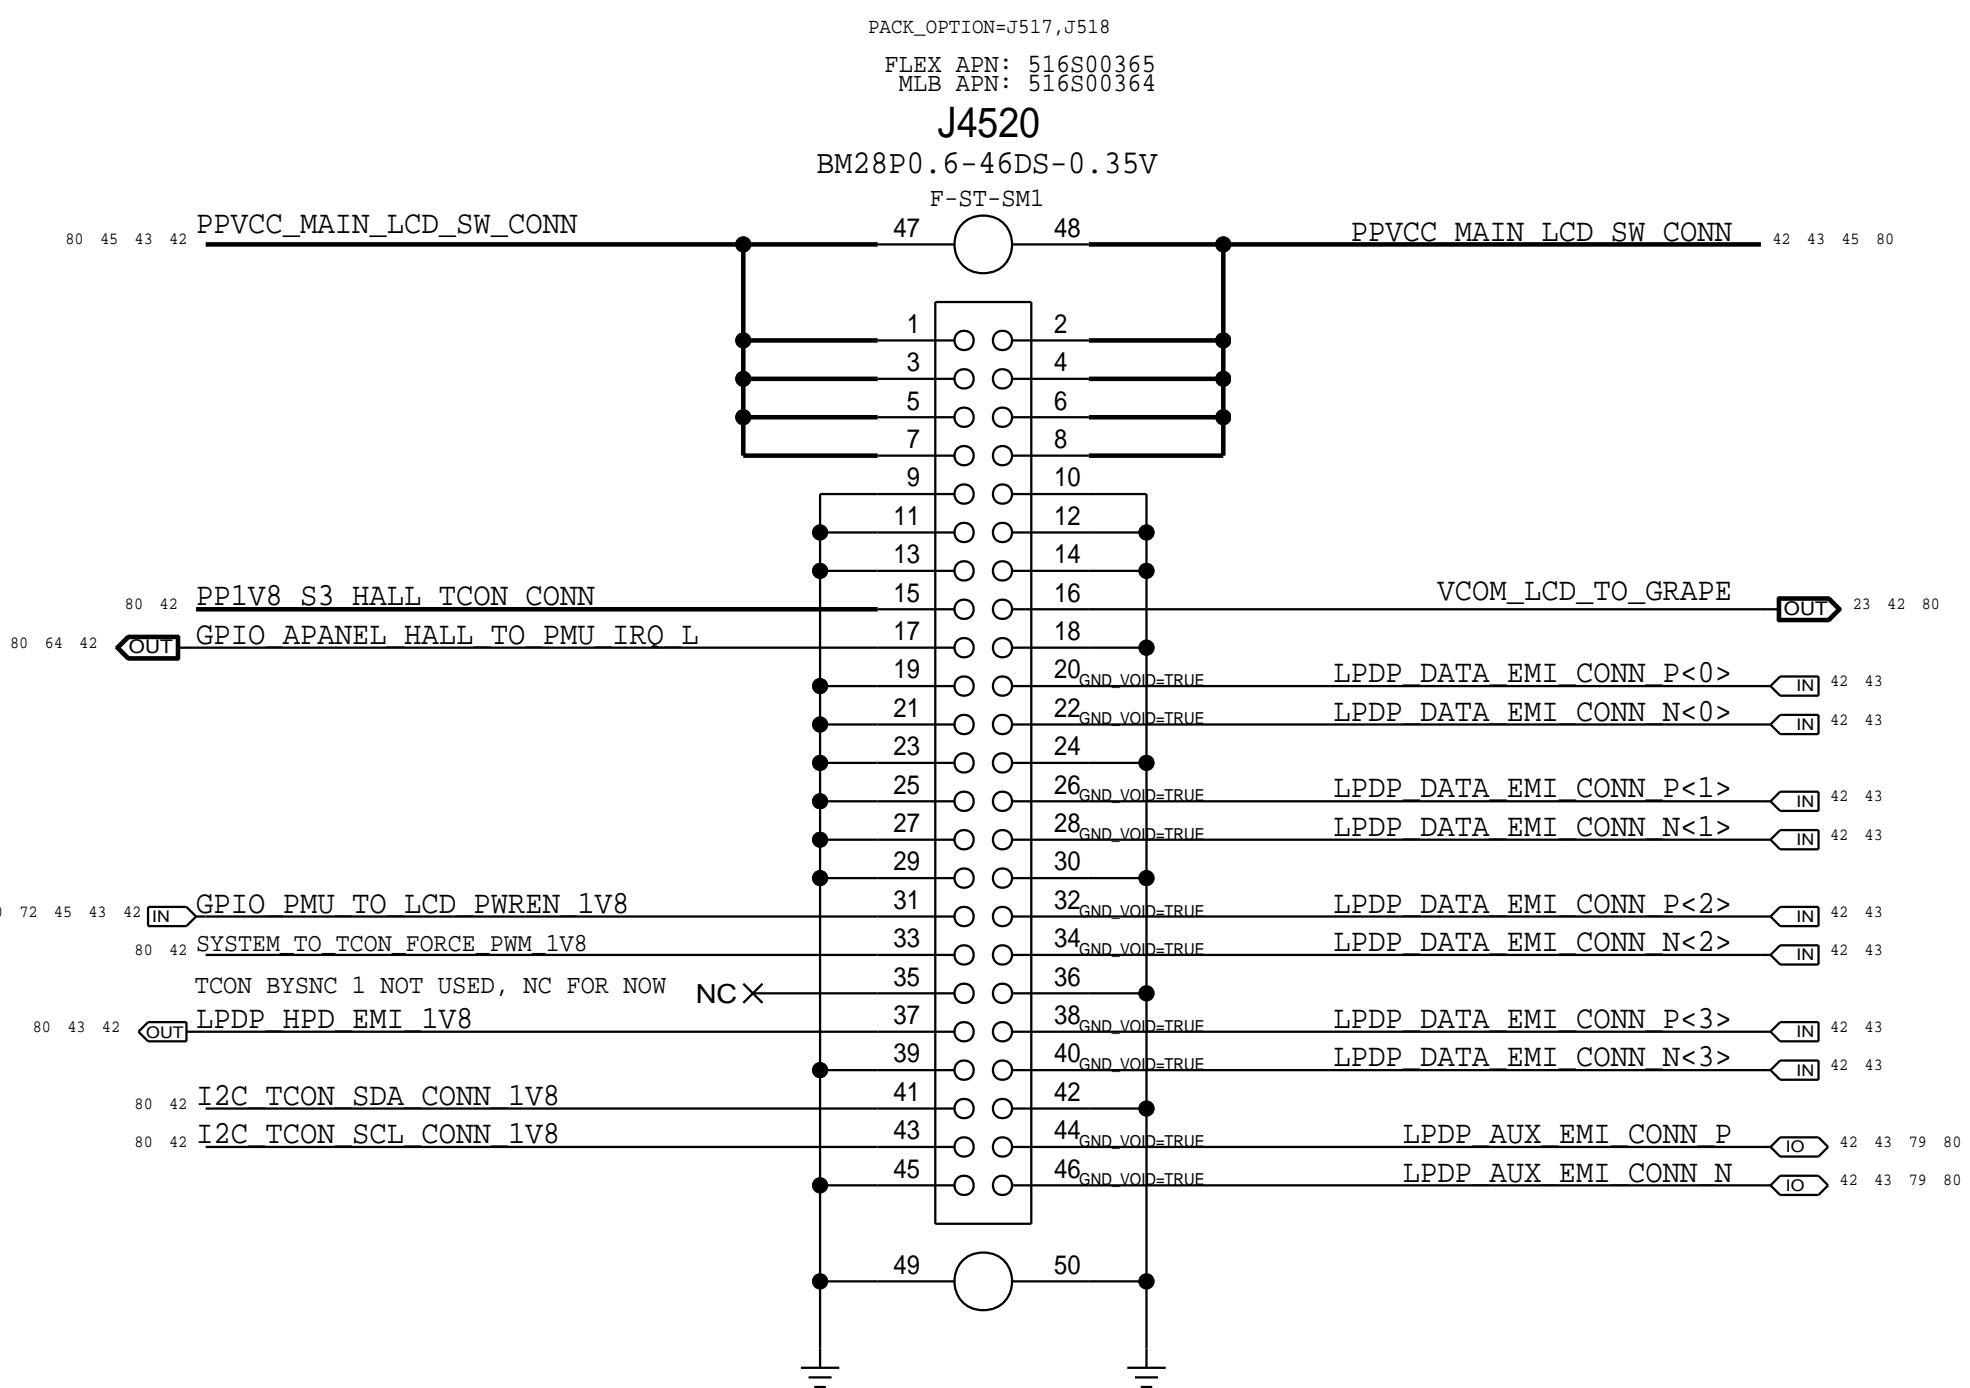 PACK_OPTION=J517,J518
FLEX APN: 516S00365
MLB APN: 516S00364
J4520
BM28P0.6-46DS-0.35V
F-ST-SM1
80 45 43 42 PPVCC_MAIN_LCD_SW_CONN 47 48 PPVCC_MAIN_LCD_SW_CONN 42 43 45 80
1 2
3 4
5 6
7 8
9 10
11 12
13 14
80 42 PP1V8_S3_HALL_TCON_CONN 15 16 VCOM_LCD_TO_GRAPE OUT 23 42 80
80 64 42 OUT GPIO_APANEL_HALL_TO_PMU_IRQ_L 17 18
19 20 GND_VOID=TRUE LPDP_DATA_EMI_CONN_P<0> IN 42 43
21 22 GND_VOID=TRUE LPDP_DATA_EMI_CONN_N<0> IN 42 43
23 24
25 26 GND_VOID=TRUE LPDP_DATA_EMI_CONN_P<1> IN 42 43
27 28 GND_VOID=TRUE LPDP_DATA_EMI_CONN_N<1> IN 42 43
29 30
72 45 43 42 IN GPIO_PMU_TO_LCD_PWREN_1V8 31 32 GND_VOID=TRUE LPDP_DATA_EMI_CONN_P<2> IN 42 43
80 42 SYSTEM_TO_TCON_FORCE_PWM_1V8 33 34 GND_VOID=TRUE LPDP_DATA_EMI_CONN_N<2> IN 42 43
TCON BYSNC 1 NOT USED, NC FOR NOW NC 35 36
80 43 42 OUT LPDP_HPD_EMI_1V8 37 38 GND_VOID=TRUE LPDP_DATA_EMI_CONN_P<3> IN 42 43
39 40 GND_VOID=TRUE LPDP_DATA_EMI_CONN_N<3> IN 42 43
80 42 I2C_TCON_SDA_CONN_1V8 41 42
80 42 I2C_TCON_SCL_CONN_1V8 43 44 GND_VOID=TRUE LPDP_AUX_EMI_CONN_P IO 42 43 79 80
45 46 GND_VOID=TRUE LPDP_AUX_EMI_CONN_N IO 42 43 79 80
49 50